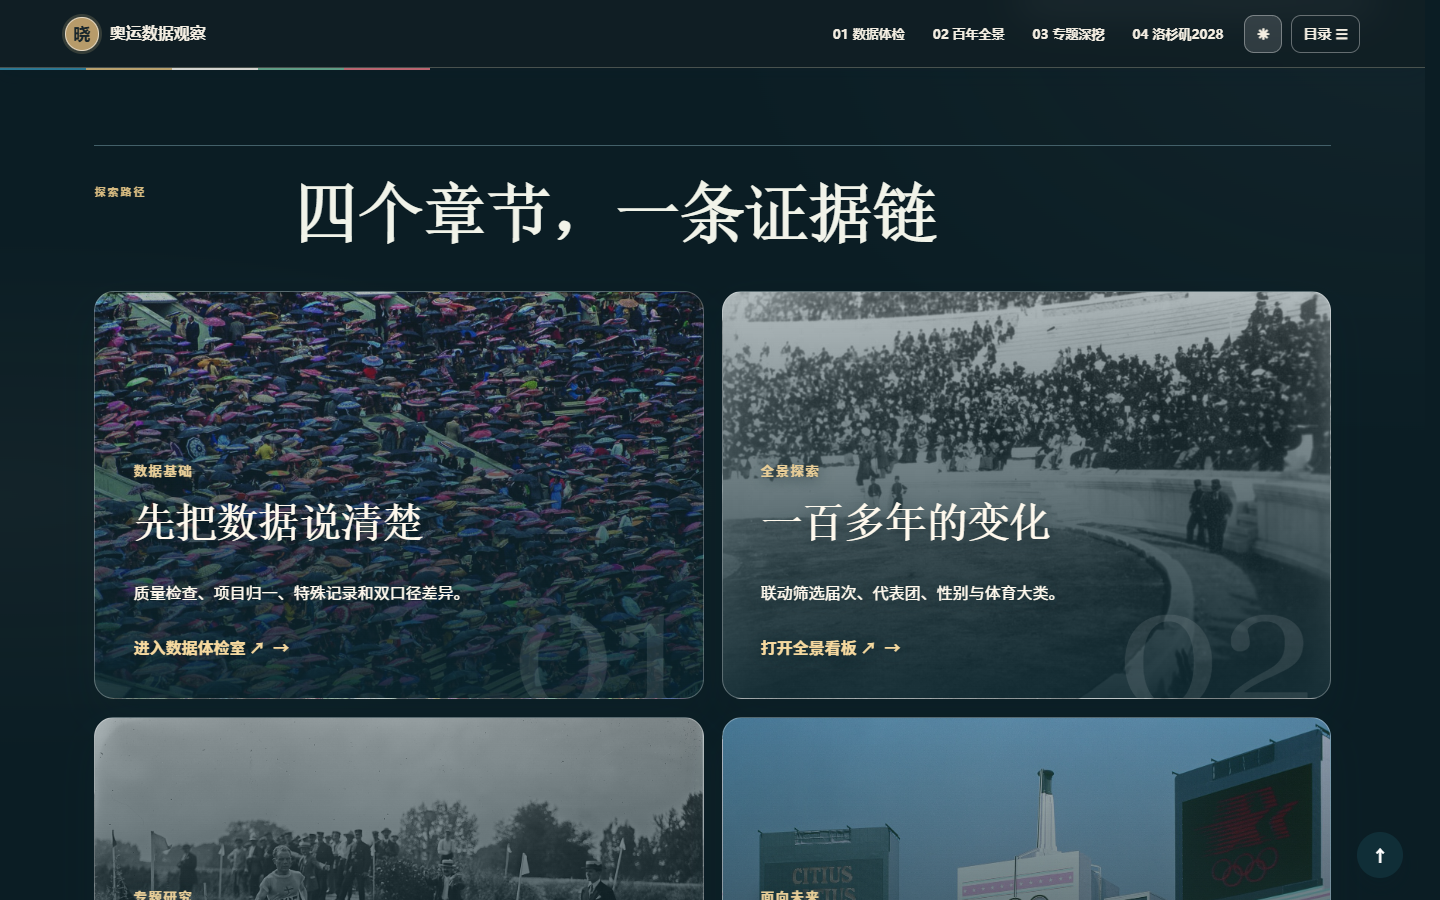 晓 奥运数据观察
01 数据体检 02 百年全景 03 专题深挖 04 洛杉矶2028 ⁕ 目录 ☰
探索路径
四个章节，一条证据链
数据基础
先把数据说清楚
质量检查、项目归一、特殊记录和双口径差异。
进入数据体检室 ↗ →
01
全景探索
一百多年的变化
联动筛选届次、代表团、性别与体育大类。
打开全景看板 ↗ →
02
专题研究
面向未来
CITIUS
↑